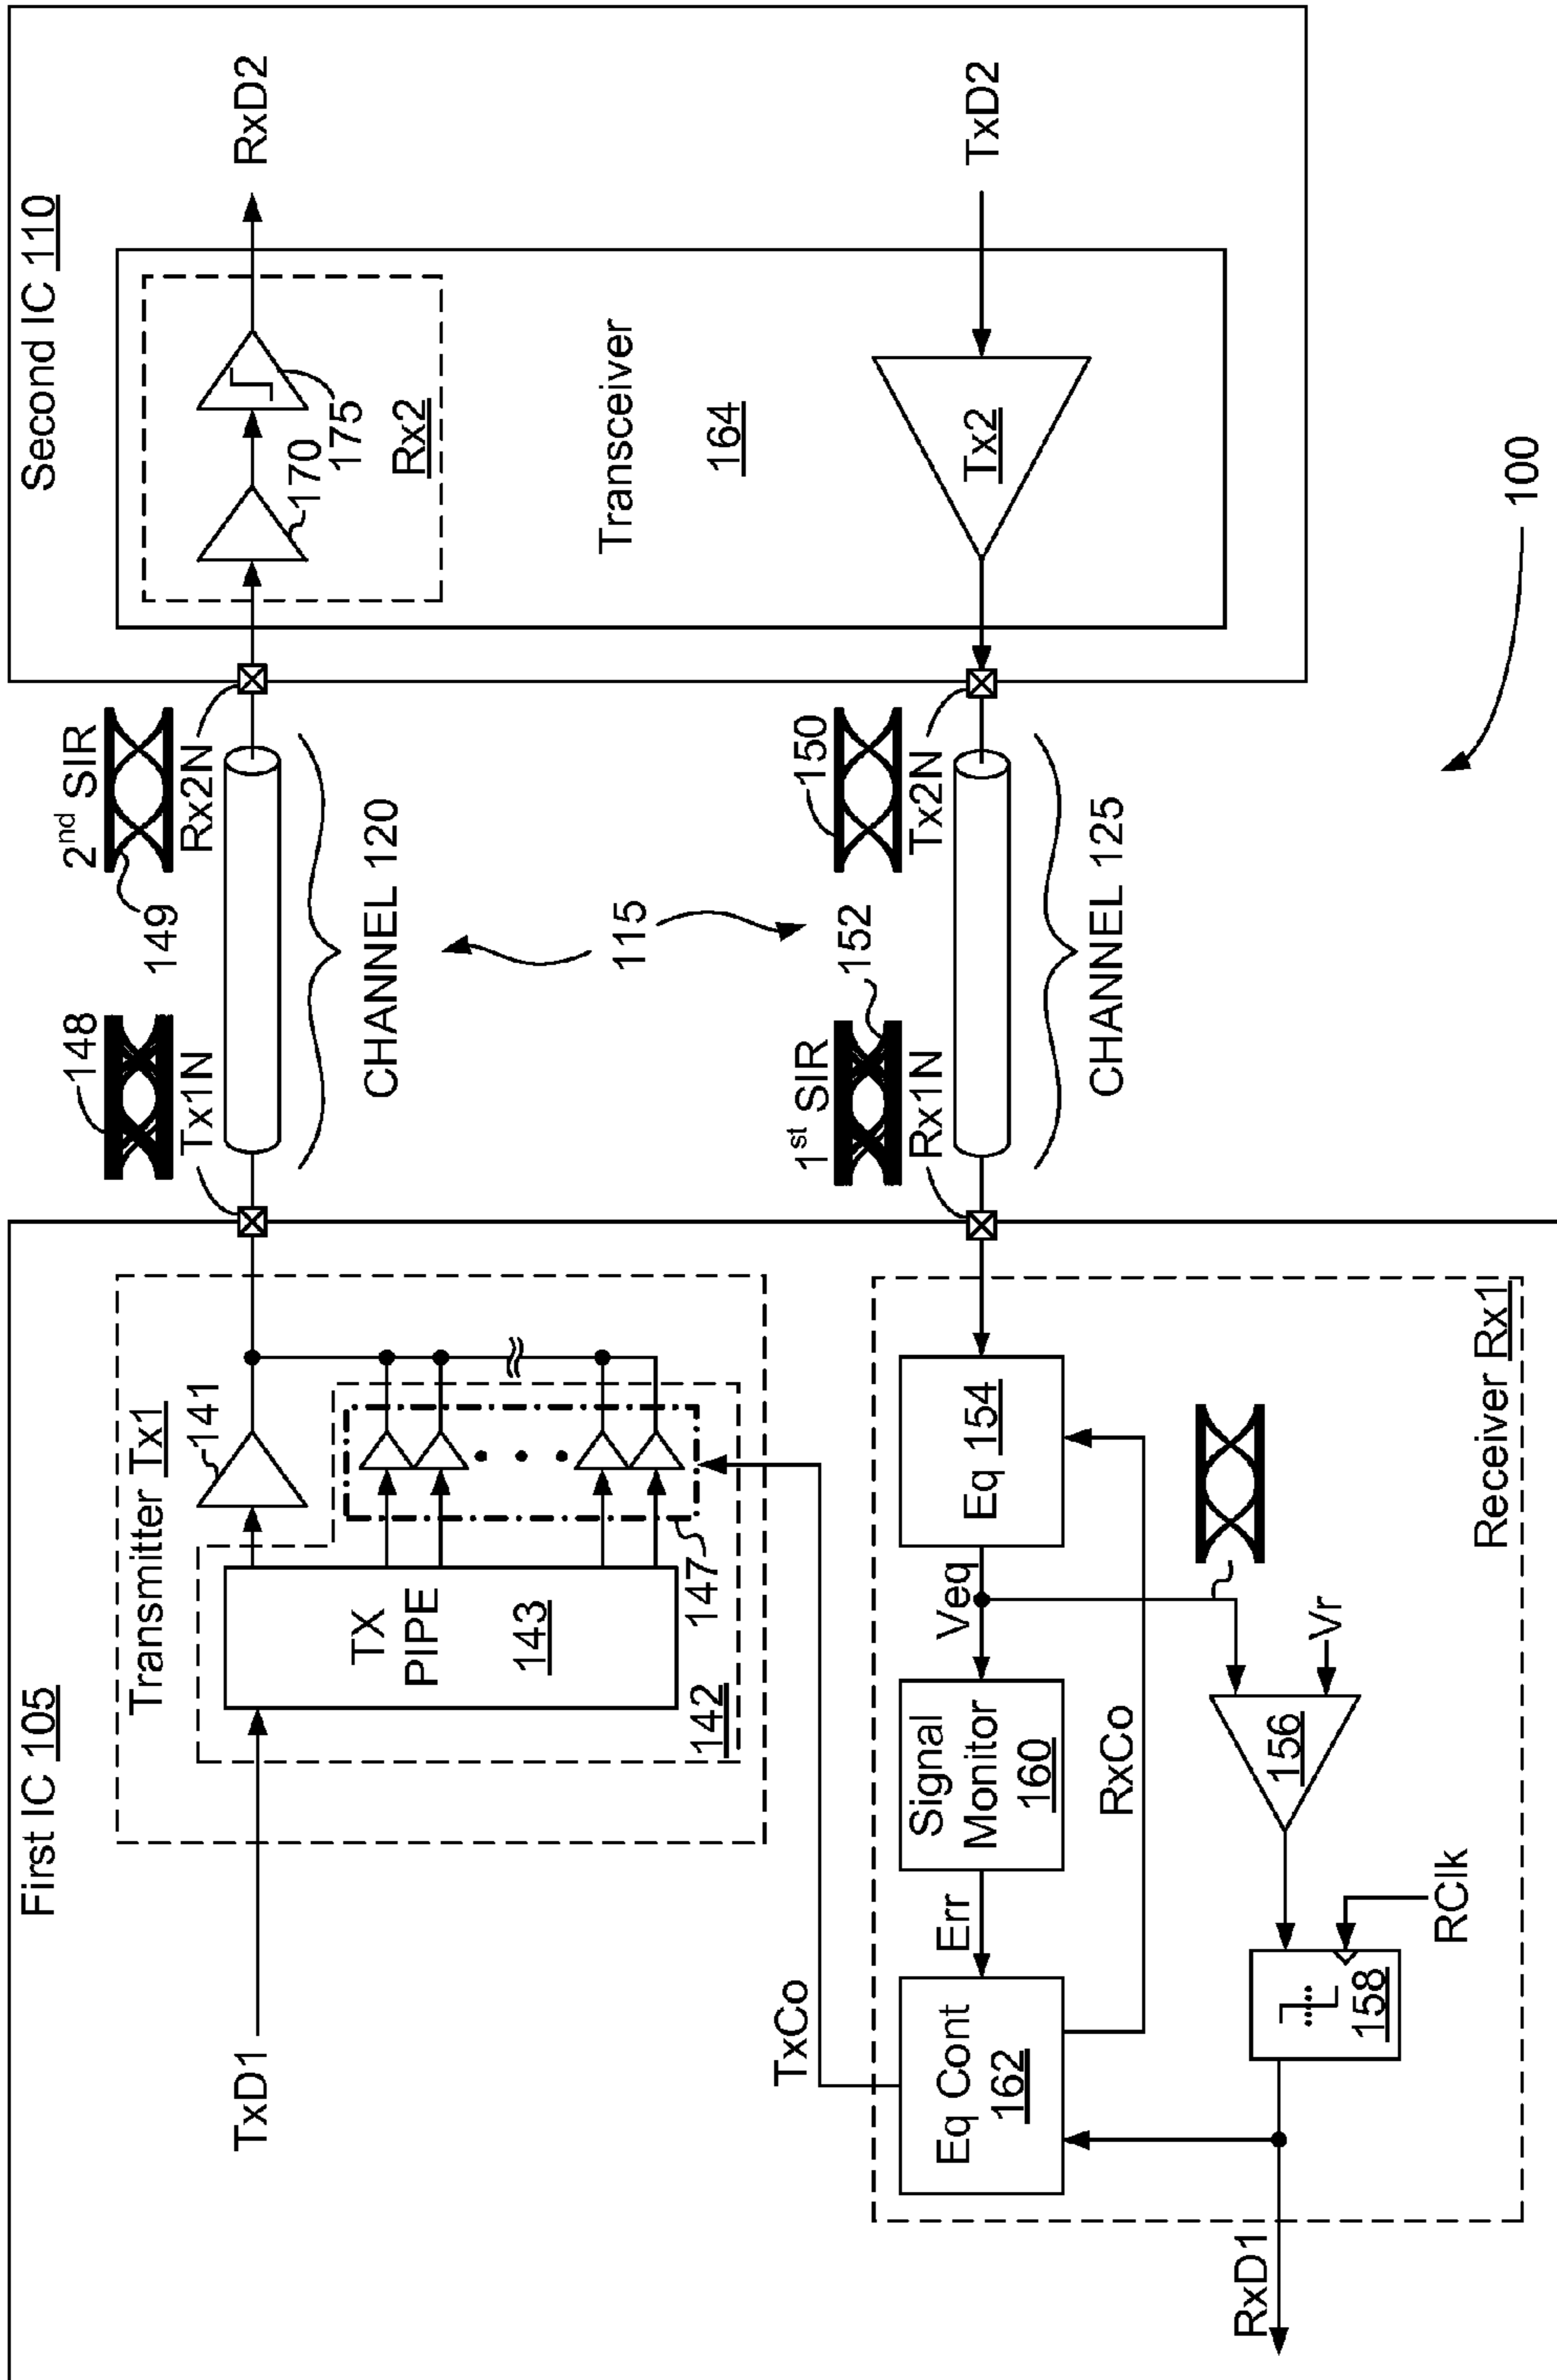 First IC 105
Second IC 110
Transmitter Tx1
TxD1
TX
PIPE
143
141
142
147
148
Tx1N
2nd SIR
149
Rx2N
CHANNEL 120
115
170
175
Rx2
RxD2
Transceiver
164
Tx2
TxD2
150
Tx2N
1st SIR
152
Rx1N
CHANNEL 125
TxCo
Eq Cont
162
Err
Signal
Monitor
160
Veq
Eq 154
RxCo
156
Vr
158
RClk
RxD1
Receiver Rx1
100